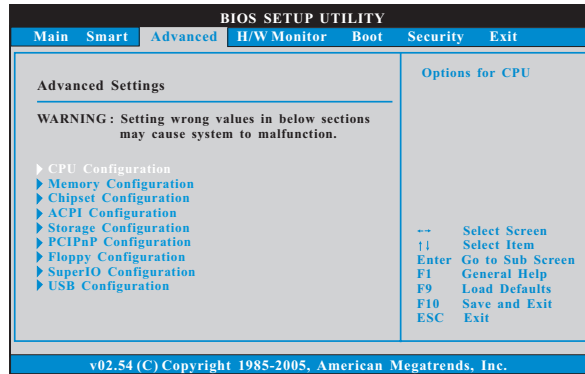 BIOS SETUP UTILITY
Main Smart Advanced H/W Monitor Boot Security Exit
Advanced Settings
WARNING : Setting wrong values in below sections
may cause system to malfunction.
CPU Configuration
Memory Configuration
Chipset Configuration
ACPI Configuration
Storage Configuration
PCIPnP Configuration
Floppy Configuration
SuperIO Configuration
USB Configuration
Options for CPU
←→ Select Screen
↑↓ Select Item
Enter Go to Sub Screen
F1 General Help
F9 Load Defaults
F10 Save and Exit
ESC Exit
v02.54 (C) Copyright 1985-2005, American Megatrends, Inc.